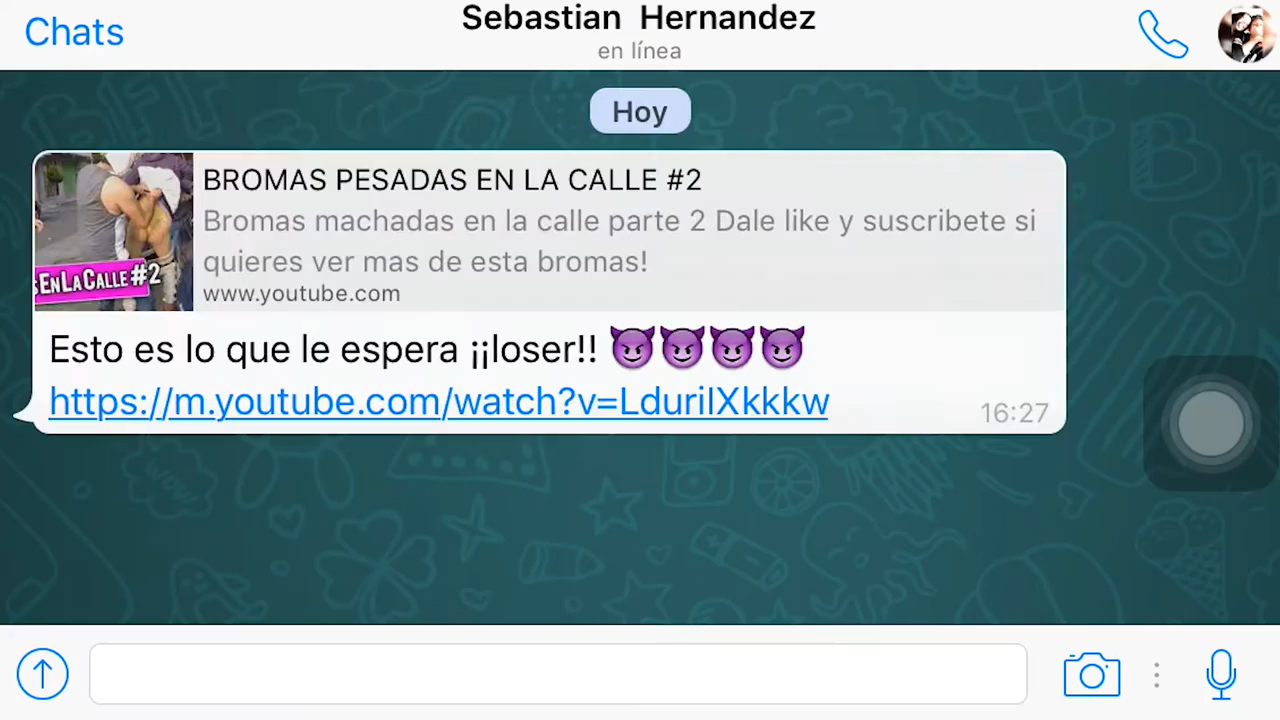 Chats
Sebastian Hernandez
en línea
Hoy
BROMAS PESADAS EN LA CALLE #2
Bromas machadas en la calle parte 2 Dale like y suscribete si
quieres ver mas de esta bromas!
www.youtube.com
ENLACALLE#2
Esto es lo que le espera ¡¡loser!! 😈😈😈😈
https://m.youtube.com/watch?v=LduriIXkkkw
16:27